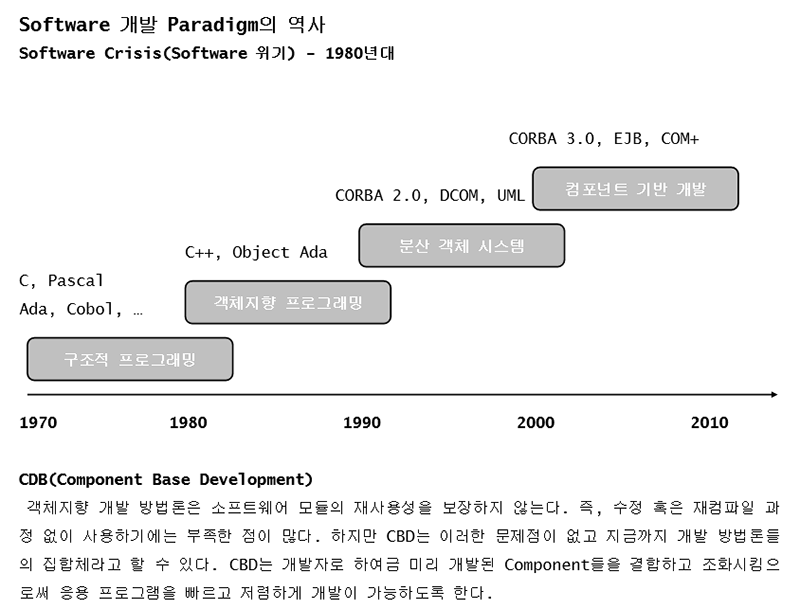 Software 개발 Paradigm의 역사
Software Crisis(Software 위기) - 1980년대
CORBA 3.0, EJB, COM+
컴포넌트 기반 개발
CORBA 2.0, DCOM, UML
분산 객체 시스템
C++, Object Ada
객체지향 프로그래밍
C, Pascal
Ada, Cobol, …
구조적 프로그래밍
1970 1980 1990 2000 2010
CDB(Component Base Development)
객체지향 개발 방법론은 소프트웨어 모듈의 재사용성을 보장하지 않는다. 즉, 수정 혹은 재컴파일 과
정 없이 사용하기에는 부족한 점이 많다. 하지만 CBD는 이러한 문제점이 없고 지금까지 개발 방법론들
의 집합체라고 할 수 있다. CBD는 개발자로 하여금 미리 개발된 Component들을 결합하고 조화시킴으
로써 응용 프로그램을 빠르고 저렴하게 개발이 가능하도록 한다.